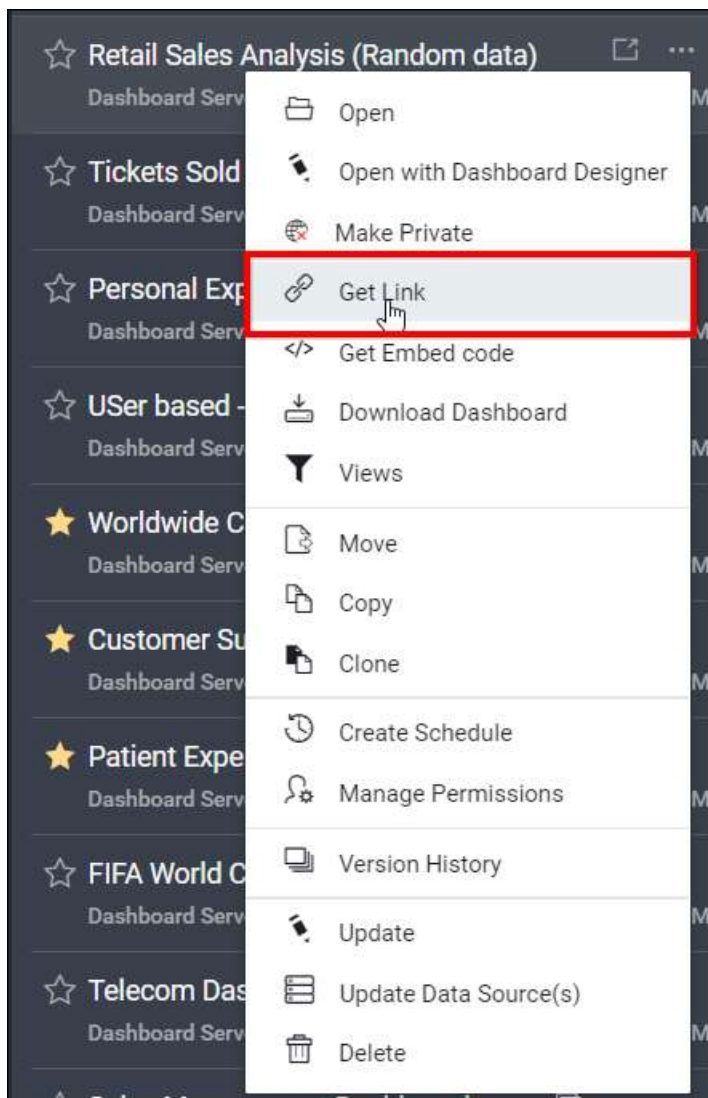 Retail Sales Analysis (Random data)
Dashboard Serv
M
Open
Tickets Sold
Open with Dashboard Designer
Dashboard Serv
M
Make Private
Personal Exp
Get Link
Dashboard Serv
M
</> Get Embed code
USer based -
Download Dashboard
Dashboard Serv
M
Views
Worldwide C
Move
Dashboard Serv
M
Copy
Customer Su
Clone
Dashboard Serv
M
Create Schedule
Patient Expe
Manage Permissions
Dashboard Serv
M
Version History
FIFA World C
Dashboard Serv
M
Update
Telecom Das
Update Data Source(s)
Dashboard Serv
M
Delete